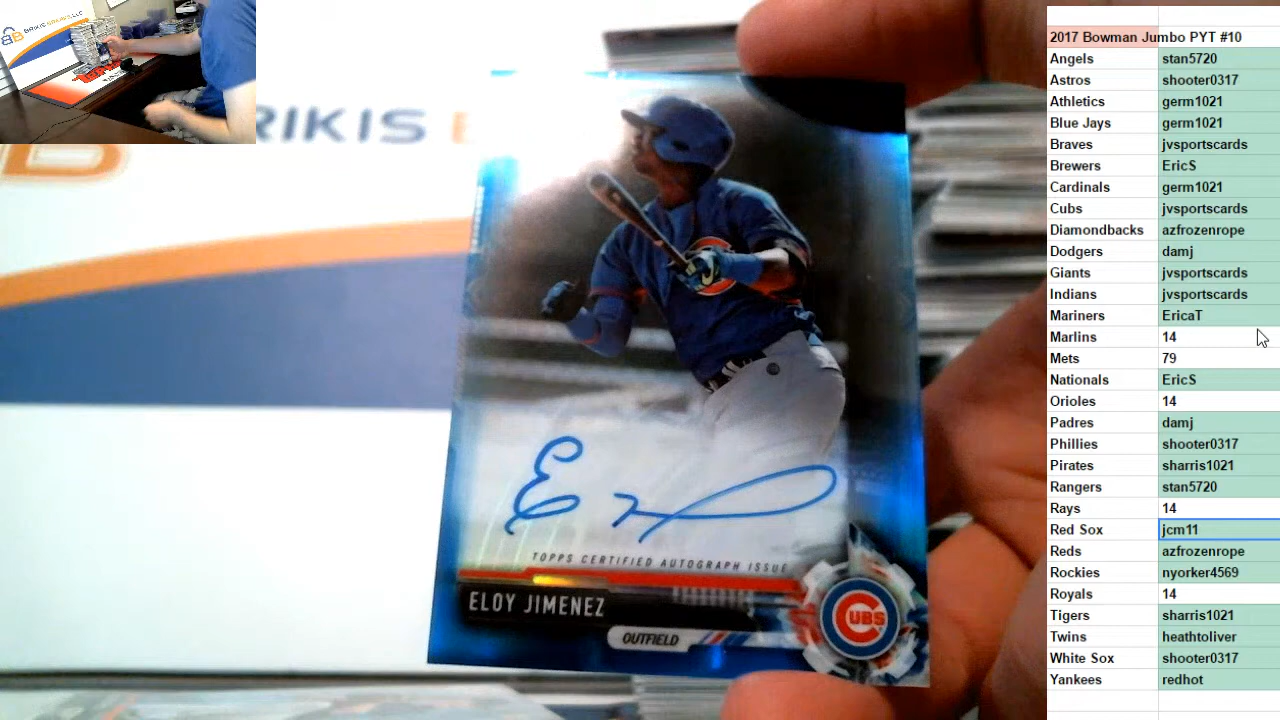 BRIKIS BREAKS LLC
RIKIS B
B
TOPPS CERTIFIED AUTOGRAPH ISSUE
ELOY JIMENEZ
CUBS
OUTFIELD
2017 Bowman Jumbo PYT #10
Angels stan5720
Astros shooter0317
Athletics germ1021
Blue Jays germ1021
Braves jvsportscards
Brewers EricS
Cardinals germ1021
Cubs jvsportscards
Diamondbacks azfrozenrope
Dodgers damj
Giants jvsportscards
Indians jvsportscards
Mariners EricaT
Marlins 14
Mets 79
Nationals EricS
Orioles 14
Padres damj
Phillies shooter0317
Pirates sharris1021
Rangers stan5720
Rays 14
Red Sox jcm11
Reds azfrozenrope
Rockies nyorker4569
Royals 14
Tigers sharris1021
Twins heathtoliver
White Sox shooter0317
Yankees redhot